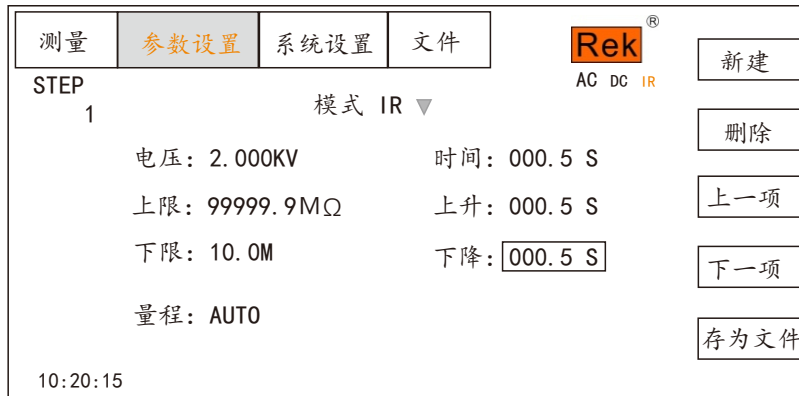 测量 参数设置 系统设置 文件 Rek®
AC DC IR
新建
STEP
1
模式 IR ▼
删除
电压: 2.000KV 时间: 000.5 S
上限: 99999.9MΩ 上升: 000.5 S
上一项
下限: 10.0M 下降: 000.5 S
下一项
量程: AUTO
存为文件
10:20:15